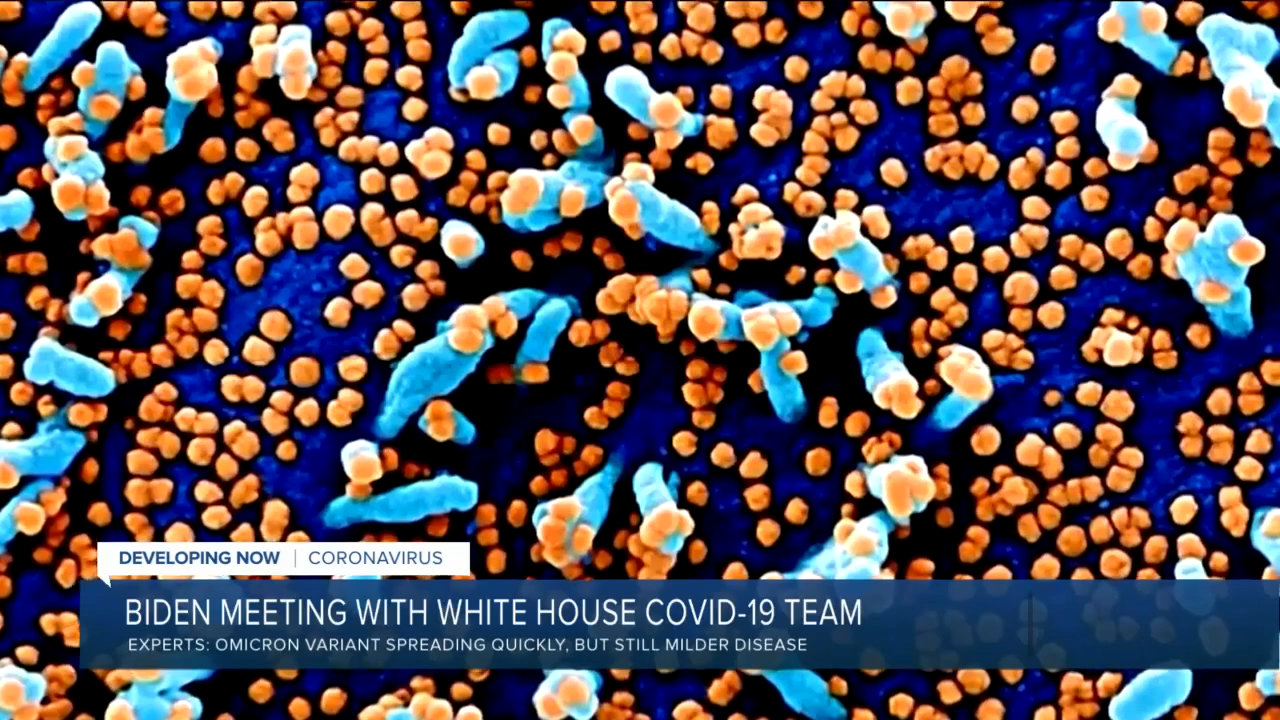 DEVELOPING NOW | CORONAVIRUS
BIDEN MEETING WITH WHITE HOUSE COVID-19 TEAM
EXPERTS: OMICRON VARIANT SPREADING QUICKLY, BUT STILL MILDER DISEASE